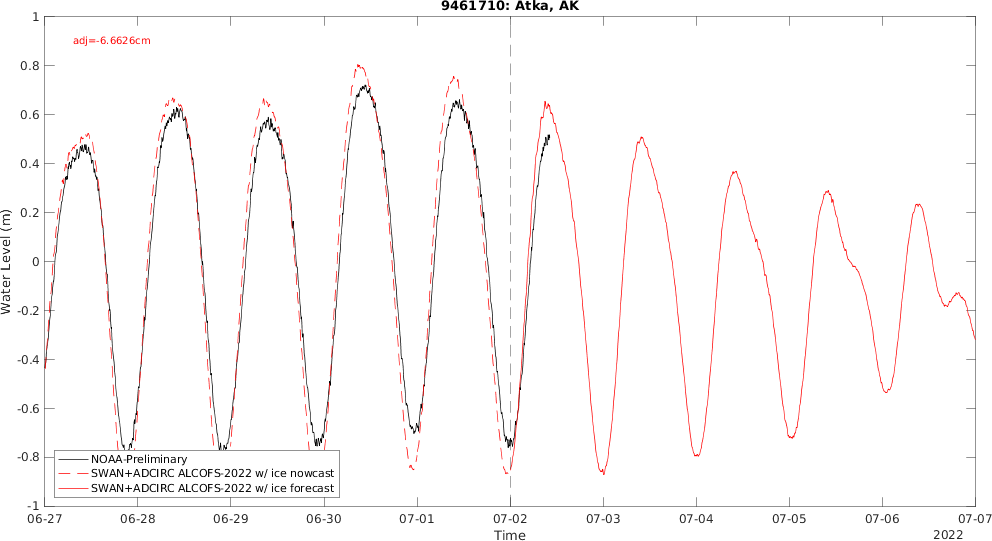 9461710: Atka, AK
adj=-6.6626cm
1
0.8
0.6
0.4
0.2
0
-0.2
-0.4
-0.6
-0.8
-1
Water Level (m)
NOAA-Preliminary
SWAN+ADCIRC ALCOFS-2022 w/ ice nowcast
SWAN+ADCIRC ALCOFS-2022 w/ ice forecast
06-27 06-28 06-29 06-30 07-01 07-02 07-03 07-04 07-05 07-06 07-07
Time
2022